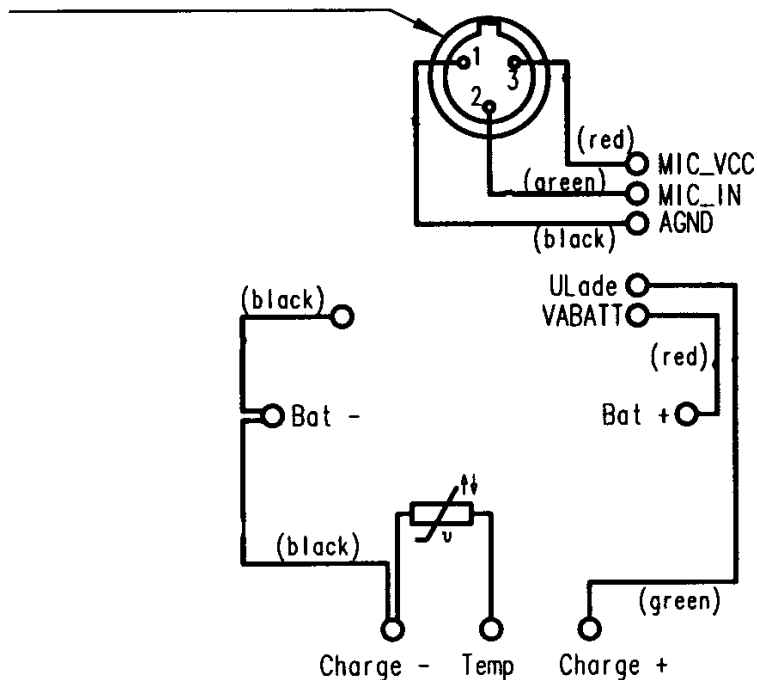 1
3
2
(red)
MIC_VCC
(green)
MIC_IN
AGND
(black)
ULade
(black)
VABATT
(red)
Bat -
Bat +
υ
(black)
(green)
Charge -
Temp
Charge +